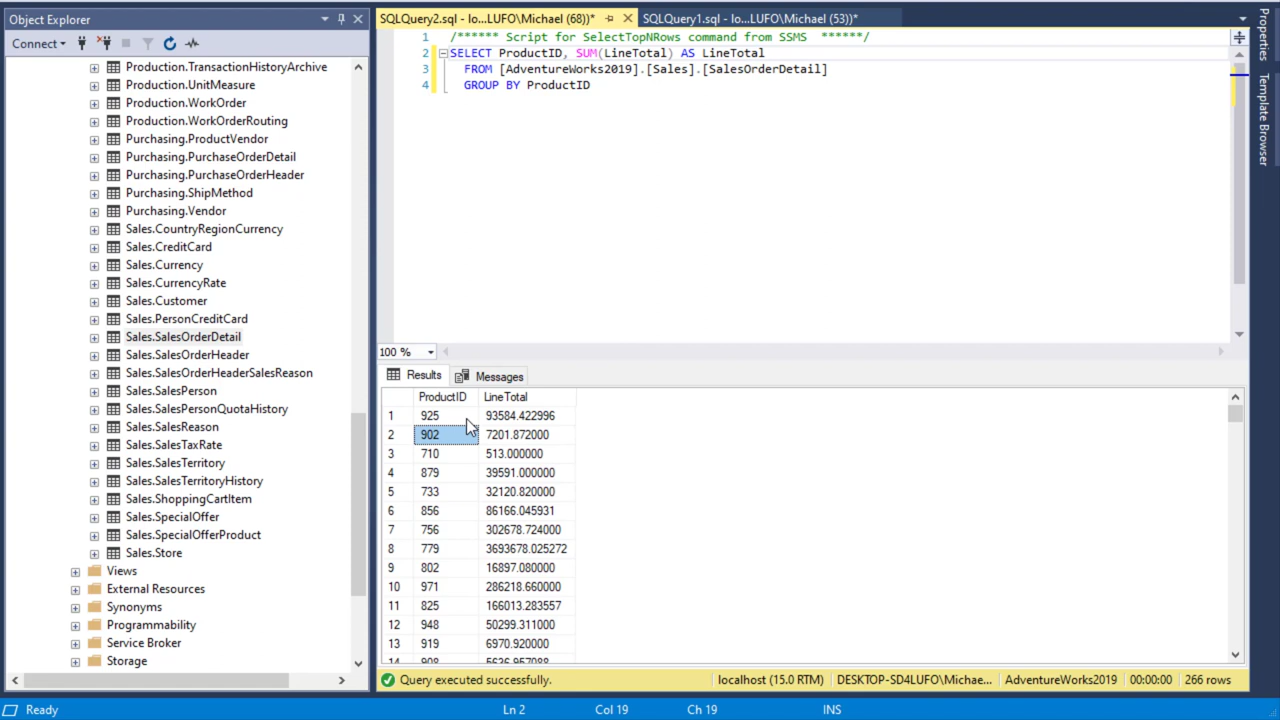 Object Explorer
Connect
Production.TransactionHistoryArchive
Production.UnitMeasure
Production.WorkOrder
Production.WorkOrderRouting
Purchasing.ProductVendor
Purchasing.PurchaseOrderDetail
Purchasing.PurchaseOrderHeader
Purchasing.ShipMethod
Purchasing.Vendor
Sales.CountryRegionCurrency
Sales.CreditCard
Sales.Currency
Sales.CurrencyRate
Sales.Customer
Sales.PersonCreditCard
Sales.SalesOrderDetail
Sales.SalesOrderHeader
Sales.SalesOrderHeaderSalesReason
Sales.SalesPerson
Sales.SalesPersonQuotaHistory
Sales.SalesReason
Sales.SalesTaxRate
Sales.SalesTerritory
Sales.SalesTerritoryHistory
Sales.ShoppingCartItem
Sales.SpecialOffer
Sales.SpecialOfferProduct
Sales.Store
Views
External Resources
Synonyms
Programmability
Service Broker
Storage
SQLQuery2.sql - lo...LUFO\Michael (68))* SQLQuery1.sql - lo...LUFO\Michael (53))*
1 /****** Script for SelectTopNRows command from SSMS ******/
2 SELECT ProductID, SUM(LineTotal) AS LineTotal
3 FROM [AdventureWorks2019].[Sales].[SalesOrderDetail]
4 GROUP BY ProductID
100 %
Results Messages
ProductID LineTotal
1 925 93584.422996
2 902 7201.872000
3 710 513.000000
4 879 39591.000000
5 733 32120.820000
6 856 86166.045931
7 756 302678.724000
8 779 3693678.025272
9 802 16897.080000
10 971 286218.660000
11 825 166013.283557
12 948 50299.311000
13 919 6970.920000
14 908 5636.957088
Query executed successfully. localhost (15.0 RTM) DESKTOP-SD4LUFO\Michae... AdventureWorks2019 00:00:00 266 rows
Properties
Template Browser
Ready Ln 2 Col 19 Ch 19 INS